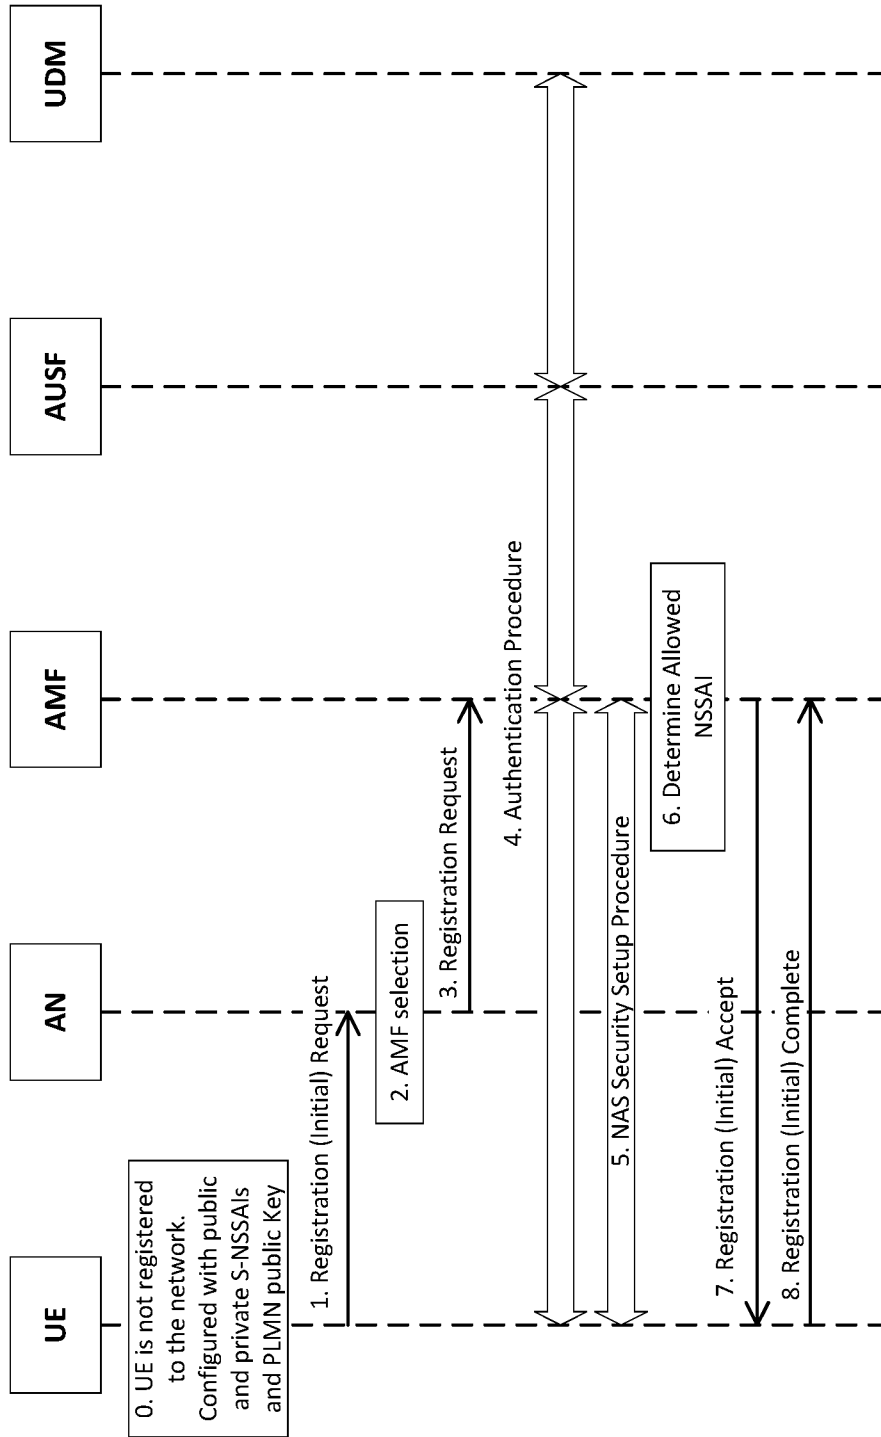 UE
AN
AMF
AUSF
UDM
0. UE is not registered
to the network.
Configured with public
and private S-NSSAIs
and PLMN public Key
1. Registration (Initial) Request
2. AMF selection
3. Registration Request
4. Authentication Procedure
5. NAS Security Setup Procedure
6. Determine Allowed
NSSAI
7. Registration (Initial) Accept
8. Registration (Initial) Complete